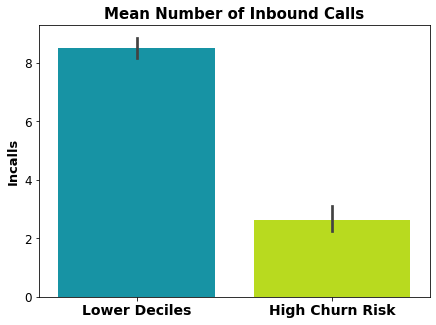 Mean Number of Inbound Calls
Incalls
8
6
4
2
0
Lower Deciles
High Churn Risk